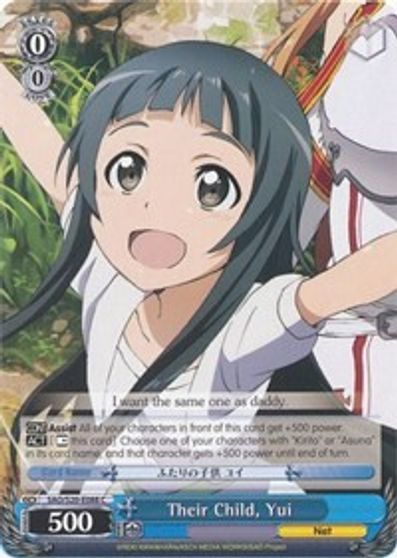 0
0
I want the same one as daddy.
CONT Assist All of your characters in front of this card get +500 power.
ACT [ this card] Choose one of your characters with "Kirito" or "Asuna"
in its card name, and that character gets +500 power until end of turn.
ふたりの子供 ユイ
500
Their Child, Yui
Net